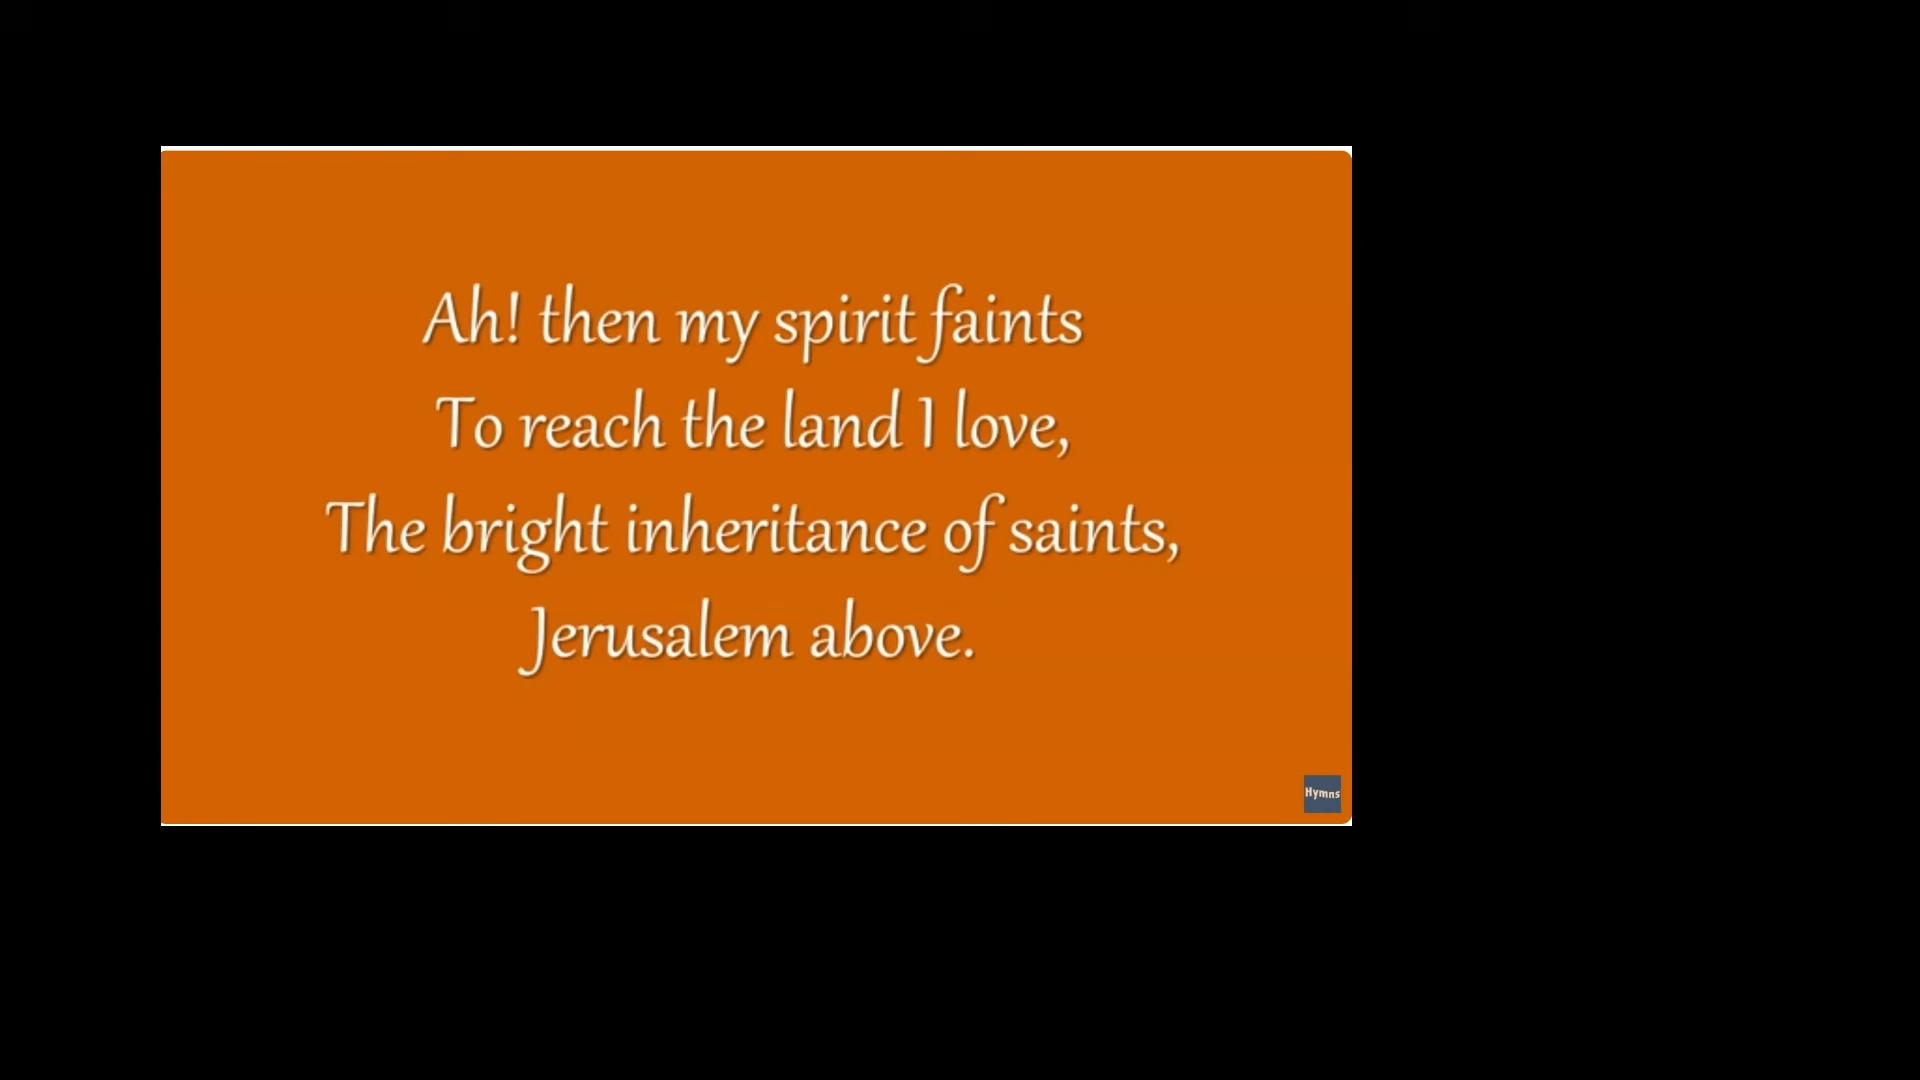 Ah! then my spirit faints
To reach the land I love,
The bright inheritance of saints,
Jerusalem above.
Hymns